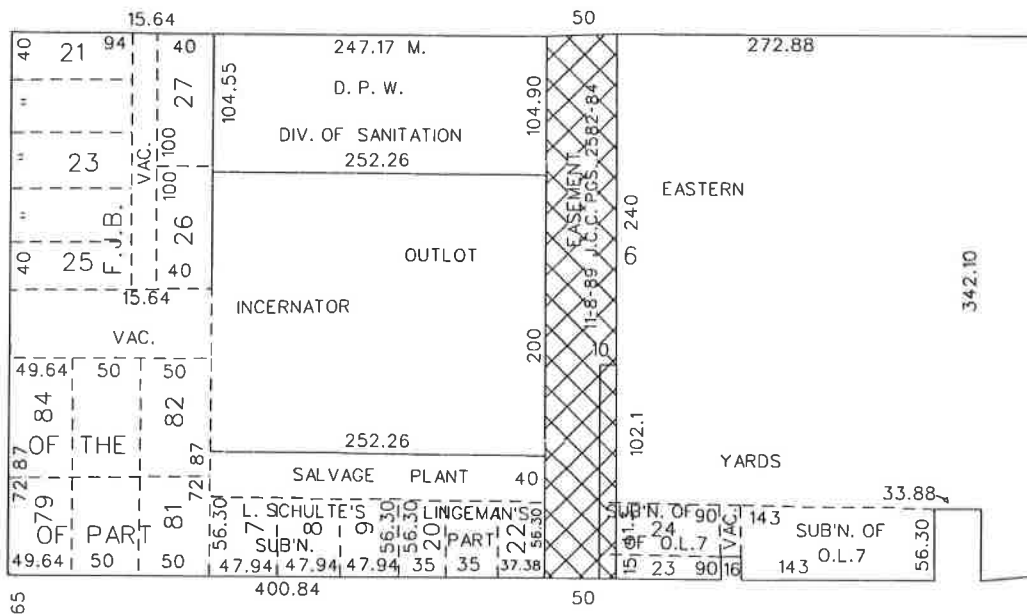 15.64
50
40
21
94
40
247.17 M.
272.88
"
27
104.55
D. P. W.
104.90
DIV. OF SANITATION
"
23
VAC.
100
252.26
100
EASEMENT
11-8-89 J.C.C. PGS. 2582-84
EASTERN
"
F.J.B.
26
240
40
25
40
OUTLOT
6
15.64
INCERNATOR
342.10
VAC.
200
10
49.64
50
50
84
82
102.1
OF THE
252.26
72.87
72.87
SALVAGE PLANT
40
YARDS
33.88
79
81
56.30
L. SCHULTE'S
56.30
56.30
LINGEMAN'S
SUB'N. OF
90
VAC.
143
OF PART
7
8
9
20
PART
22
56.30
24
OF O.L.7
SUB'N. OF
O.L.7
56.30
SUB'N.
15
49.64
50
50
47.94
47.94
47.94
35
35
37.38
23
90
16
143
400.84
50
65